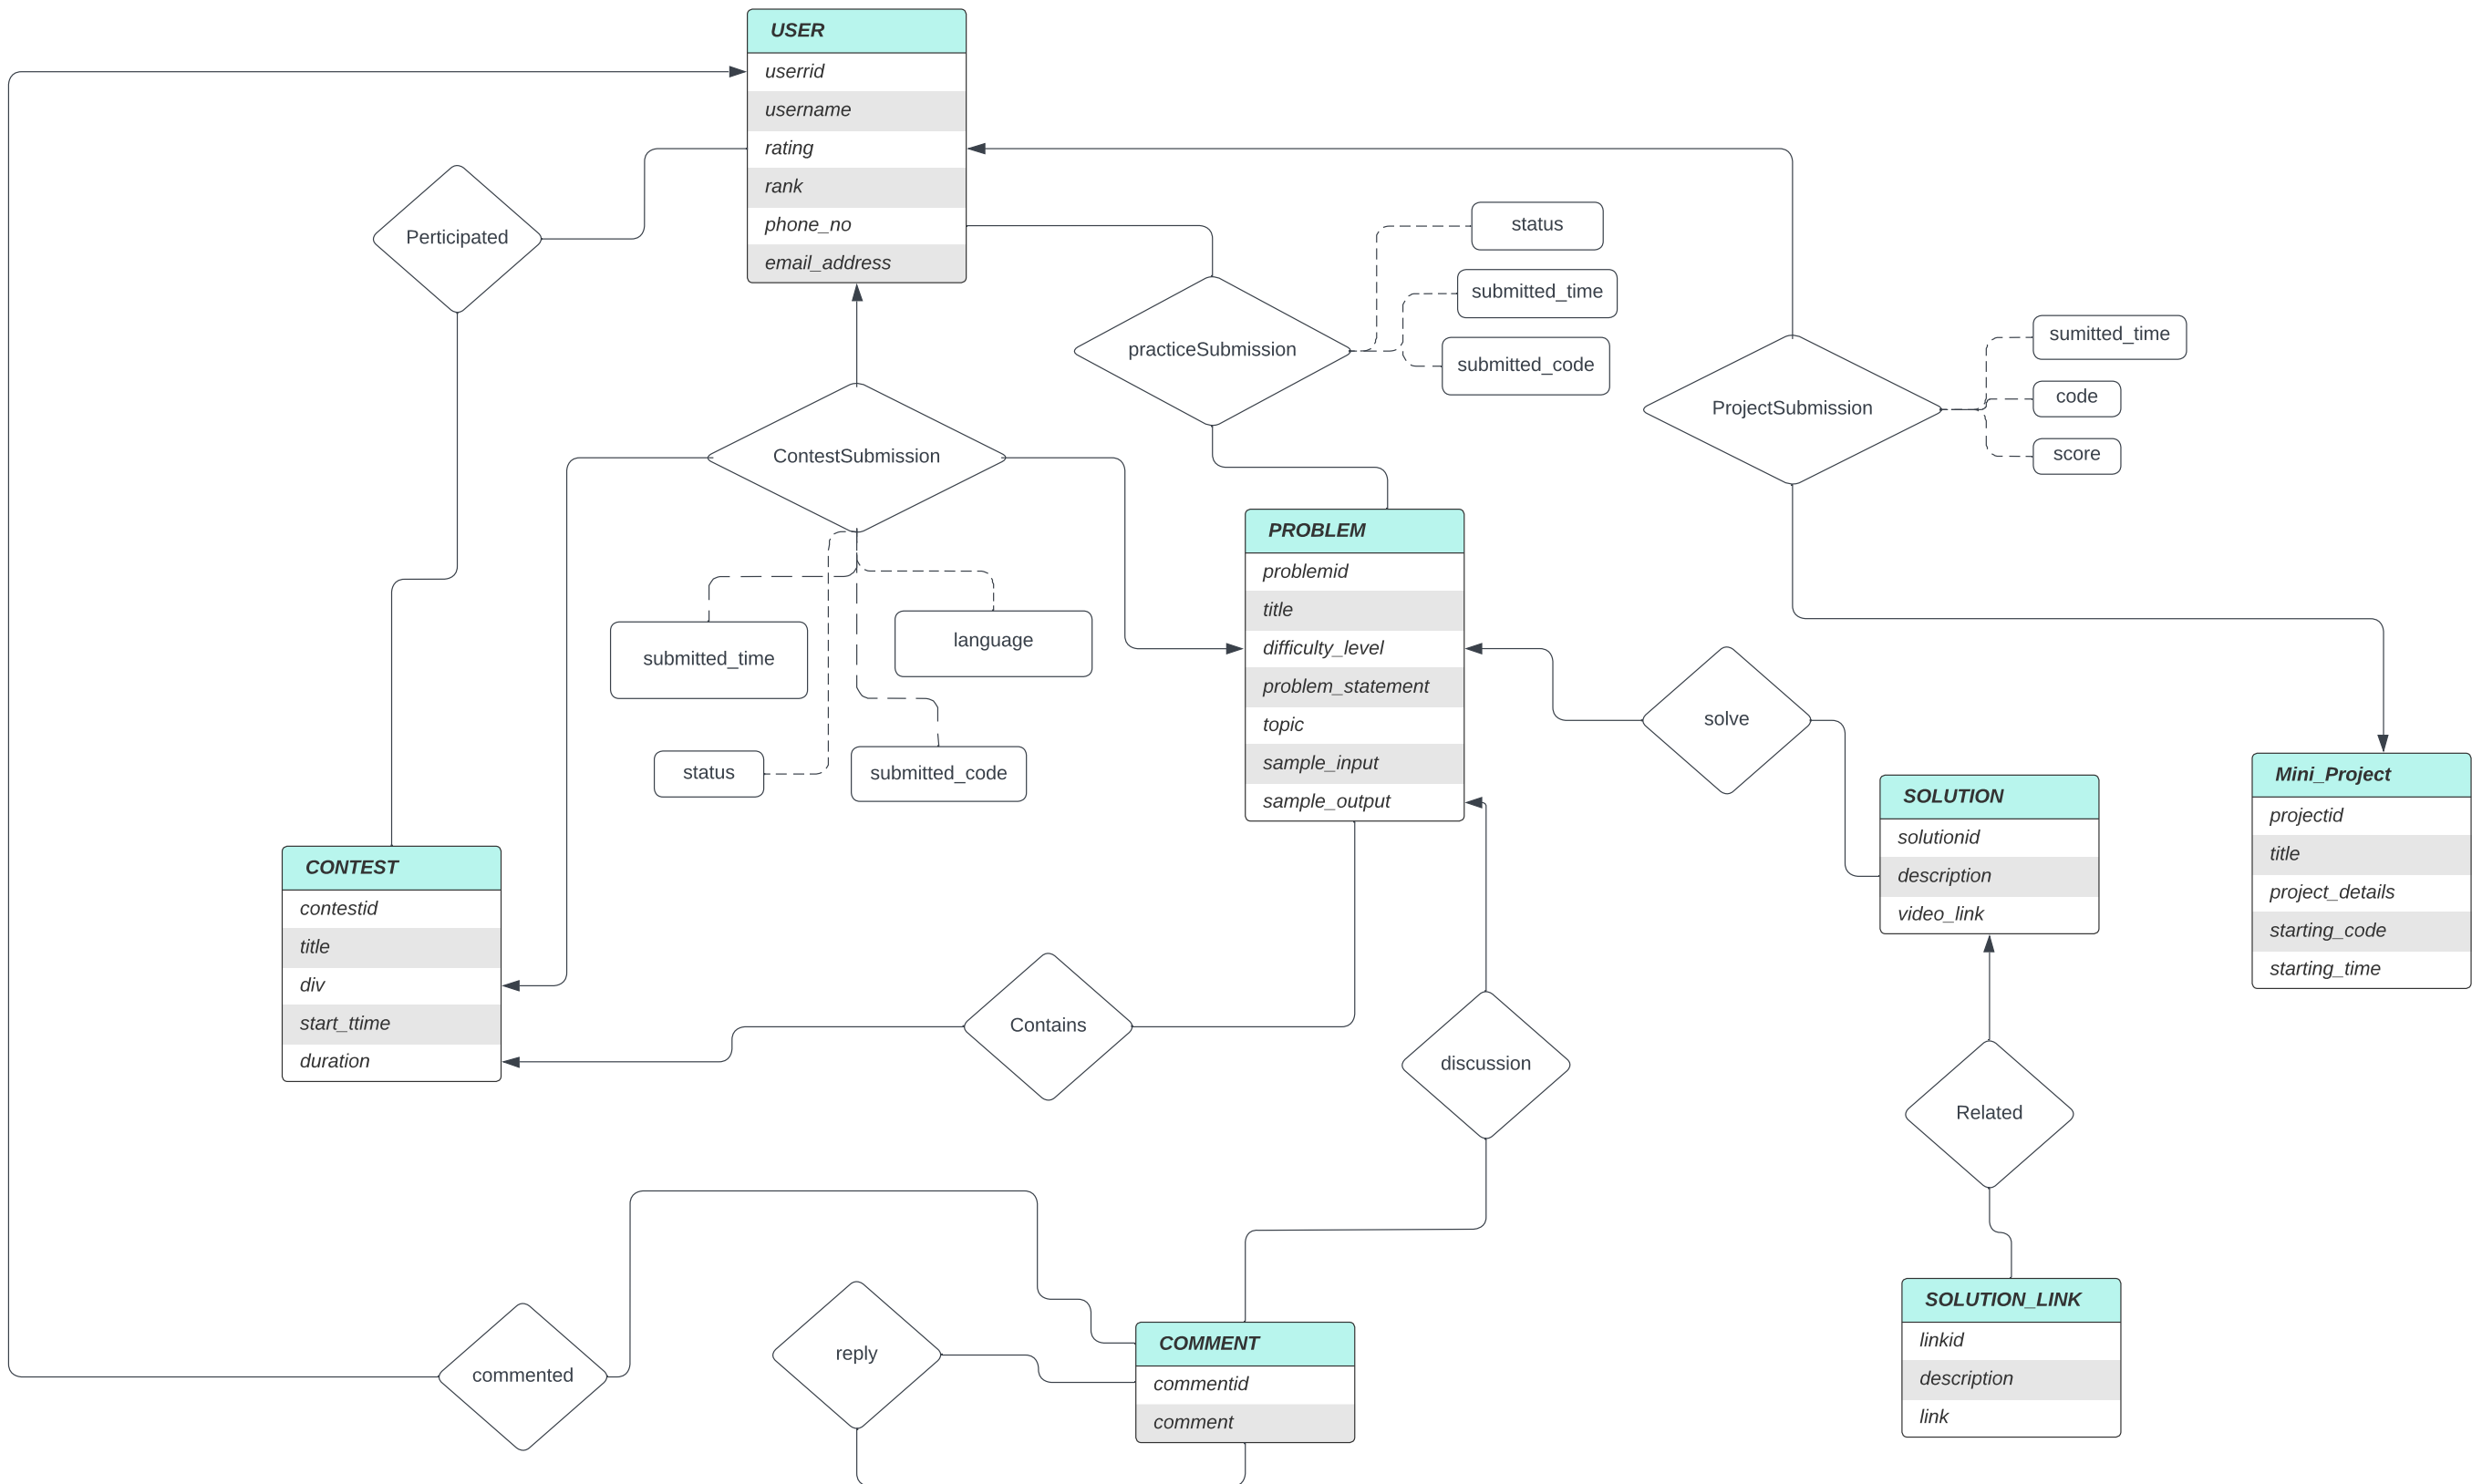 USER
userrid
username
rating
rank
phone_no
email_address
Perticipated
practiceSubmission
status
submitted_time
submitted_code
ProjectSubmission
sumitted_time
code
score
ContestSubmission
submitted_time
language
status
submitted_code
PROBLEM
problemid
title
difficulty_level
problem_statement
topic
sample_input
sample_output
solve
SOLUTION
solutionid
description
video_link
Mini_Project
projectid
title
project_details
starting_code
starting_time
CONTEST
contestid
title
div
start_ttime
duration
Contains
discussion
Related
commented
reply
COMMENT
commentid
comment
SOLUTION_LINK
linkid
description
link